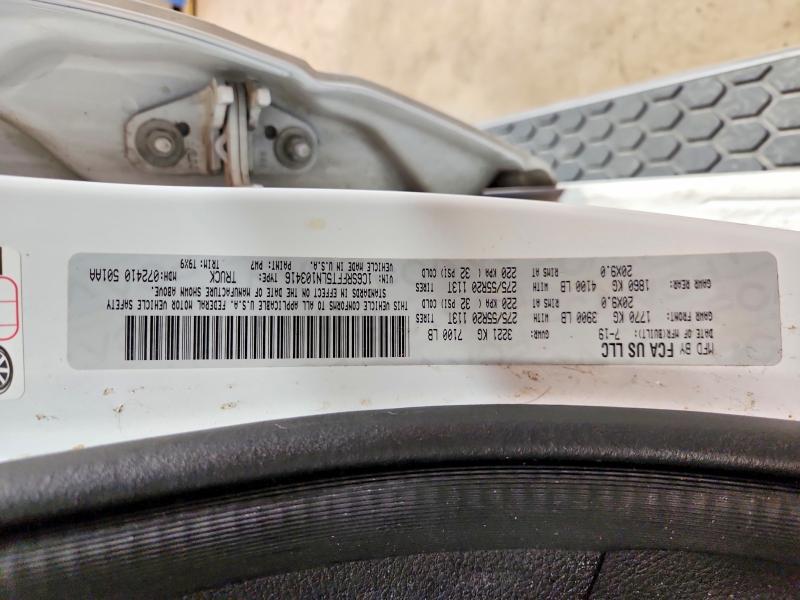 MFD BY FCA US LLC
DATE OF MFR(BUILT): 7-19 GVWR: 3221 KG 7100 LB
GAWR FRONT: 1770 KG 3900 LB WITH 275/55R20 113T TIRES
20X9.0 RIMS AT 220 KPA ( 32 PSI) COLD
GAWR REAR: 1860 KG 4100 LB WITH 275/55R20 113T TIRES
20X9.0 RIMS AT 220 KPA ( 32 PSI) COLD
THIS VEHICLE CONFORMS TO ALL APPLICABLE U.S.A. FEDERAL MOTOR VEHICLE SAFETY
STANDARDS IN EFFECT ON THE DATE OF MANUFACTURE SHOWN ABOVE.
VIN: 1C6SRFFT5LN103416 TYPE: TRUCK MDH:072410 501AA
VEHICLE MADE IN U.S.A. PAINT: PW7 TRIM: T9X9